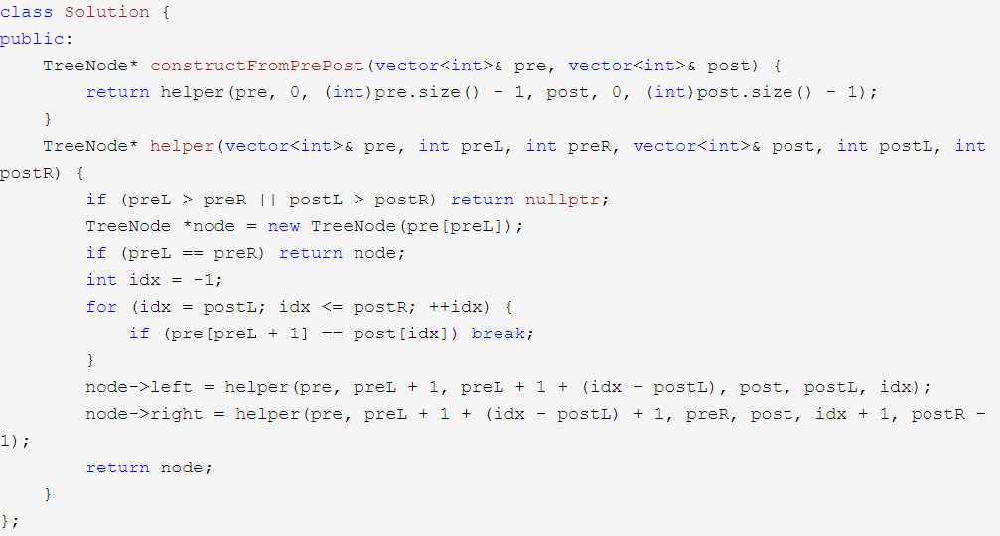 class Solution {
public:
    TreeNode* constructFromPrePost(vector<int>& pre, vector<int>& post) {
        return helper(pre, 0, (int)pre.size() - 1, post, 0, (int)post.size() - 1);
    }
    TreeNode* helper(vector<int>& pre, int preL, int preR, vector<int>& post, int postL, int
postR) {
        if (preL > preR || postL > postR) return nullptr;
        TreeNode *node = new TreeNode(pre[preL]);
        if (preL == preR) return node;
        int idx = -1;
        for (idx = postL; idx <= postR; ++idx) {
            if (pre[preL + 1] == post[idx]) break;
        }
        node->left = helper(pre, preL + 1, preL + 1 + (idx - postL), post, postL, idx);
        node->right = helper(pre, preL + 1 + (idx - postL) + 1, preR, post, idx + 1, postR -
1);
        return node;
    }
};